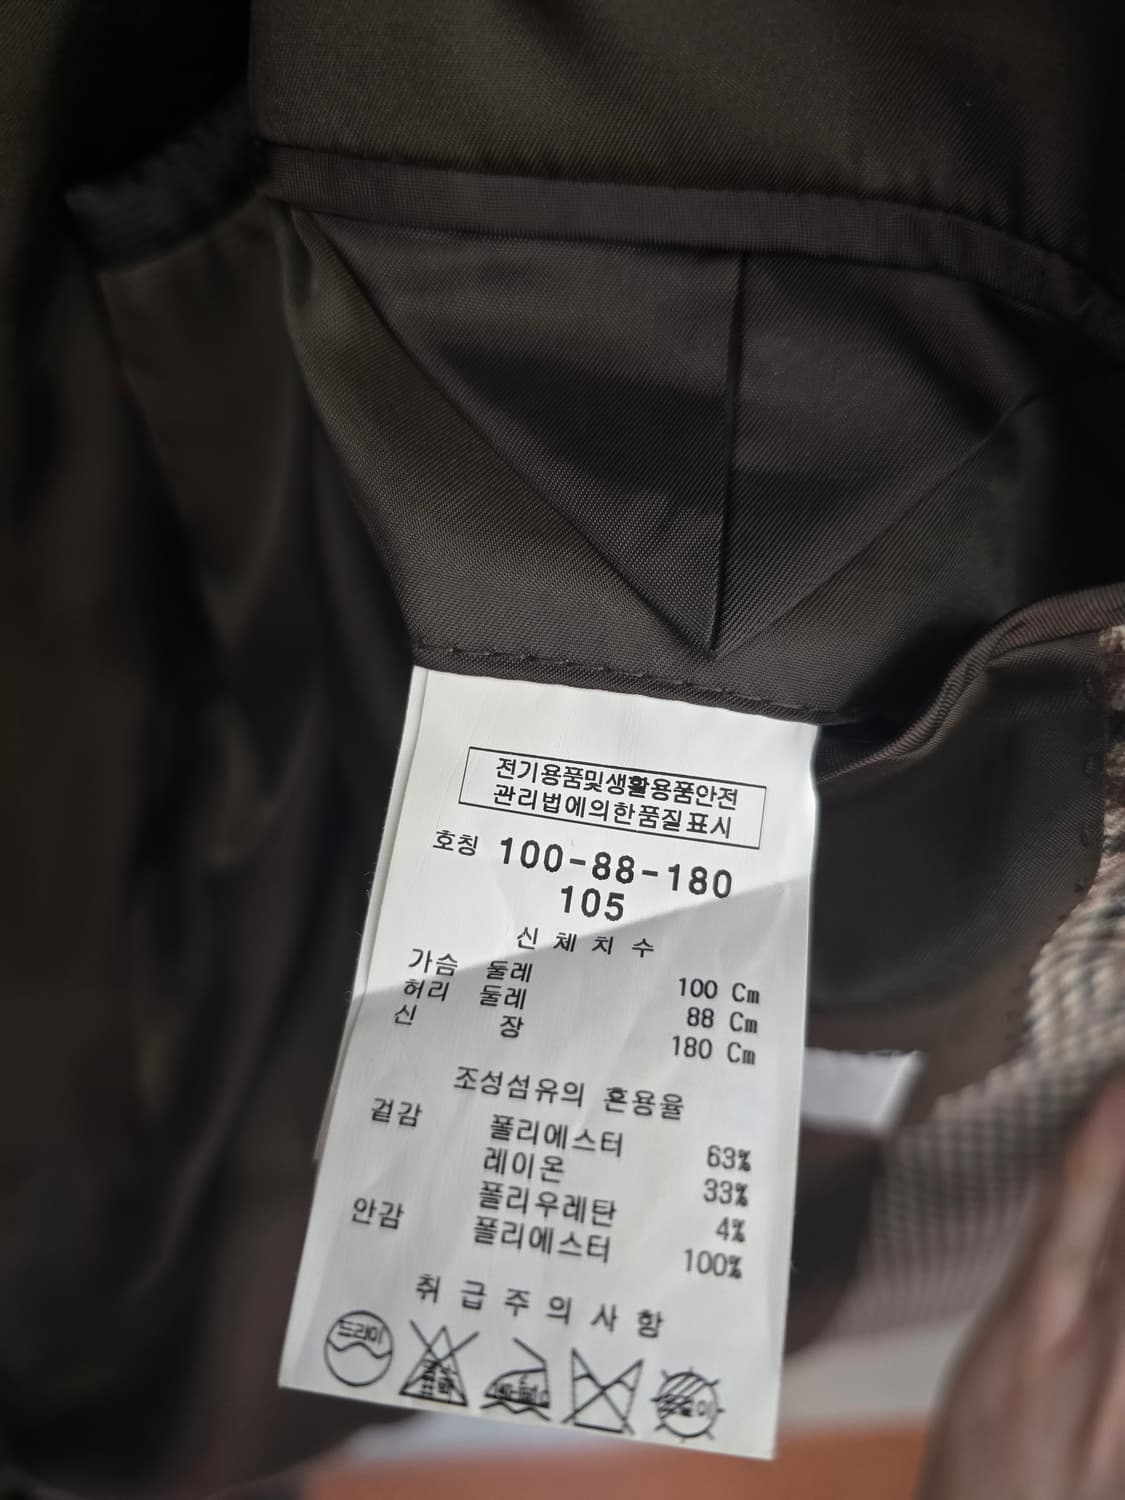 전기용품및생활용품안전
관리법에의한품질표시
호칭 100-88-180
105
신 체 치 수
가슴 둘레 100 Cm
허리 둘레 88 Cm
신 장 180 Cm
조성섬유의 혼용율
겉감 폴리에스터 63%
레이온 33%
폴리우레탄 4%
안감 폴리에스터 100%
취 급 주 의 사 항
드라이